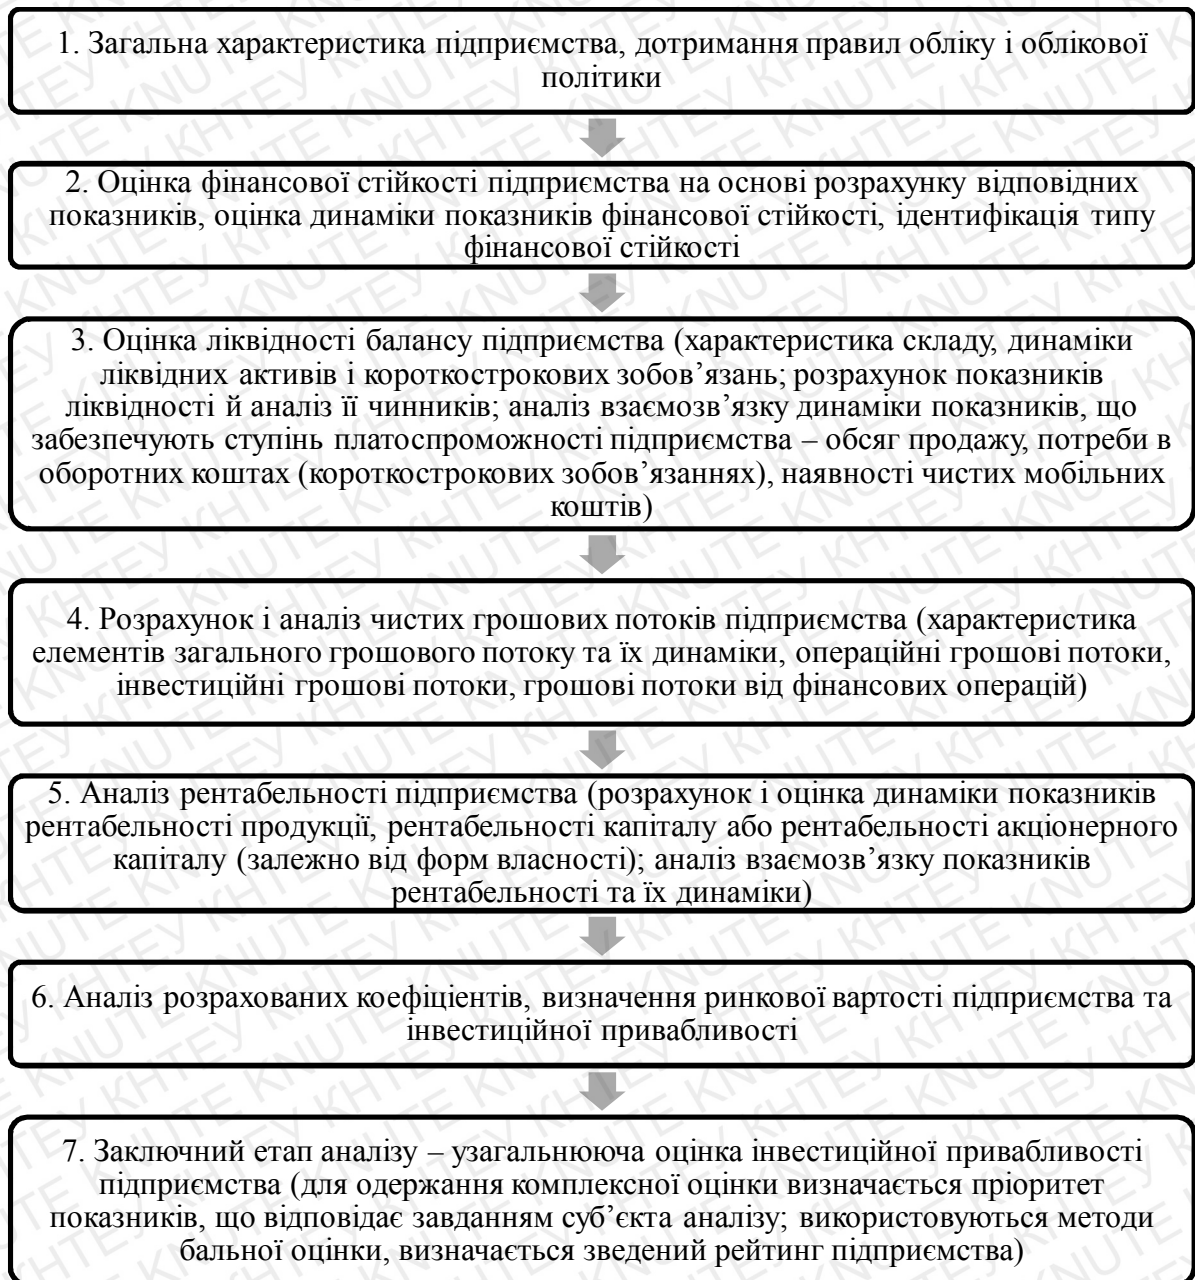 1. Загальна характеристика підприємства, дотримання правил обліку і облікової
політики
2. Оцінка фінансової стійкості підприємства на основі розрахунку відповідних
показників, оцінка динаміки показників фінансової стійкості, ідентифікація типу
фінансової стійкості
3. Оцінка ліквідності балансу підприємства (характеристика складу, динаміки
ліквідних активів і короткострокових зобов’язань; розрахунок показників
ліквідності й аналіз її чинників; аналіз взаємозв’язку динаміки показників, що
забезпечують ступінь платоспроможності підприємства – обсяг продажу, потреби в
оборотних коштах (короткострокових зобов’язаннях), наявності чистих мобільних
коштів)
4. Розрахунок і аналіз чистих грошових потоків підприємства (характеристика
елементів загального грошового потоку та їх динаміки, операційні грошові потоки,
інвестиційні грошові потоки, грошові потоки від фінансових операцій)
5. Аналіз рентабельності підприємства (розрахунок і оцінка динаміки показників
рентабельності продукції, рентабельності капіталу або рентабельності акціонерного
капіталу (залежно від форм власності); аналіз взаємозв’язку показників
рентабельності та їх динаміки)
6. Аналіз розрахованих коефіцієнтів, визначення ринкової вартості підприємства та
інвестиційної привабливості
7. Заключний етап аналізу – узагальнююча оцінка інвестиційної привабливості
підприємства (для одержання комплексної оцінки визначається пріоритет
показників, що відповідає завданням суб’єкта аналізу; використовуються методи
бальної оцінки, визначається зведений рейтинг підприємства)